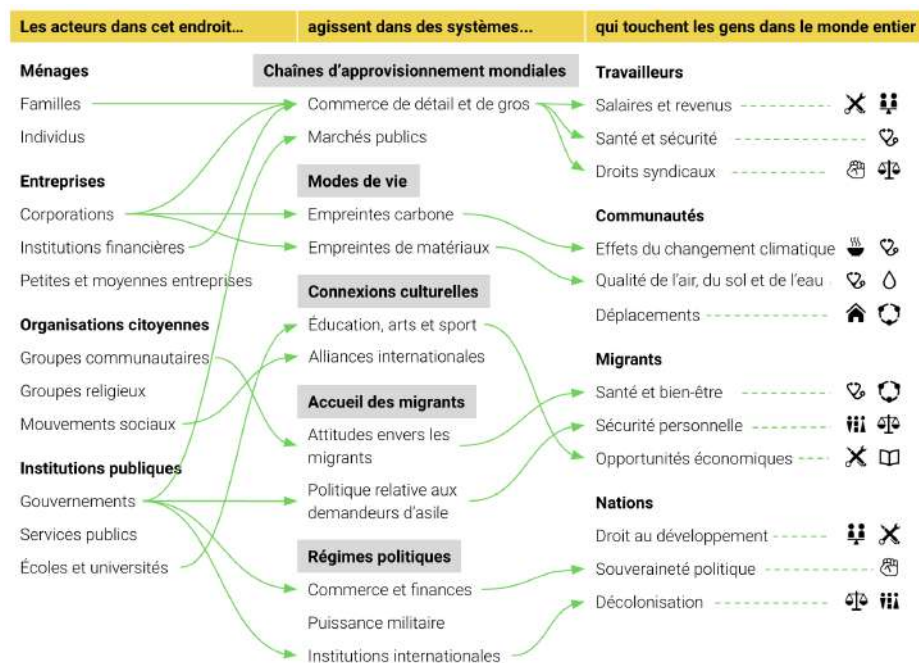 Les acteurs dans cet endroit...
agissent dans des systèmes...
qui touchent les gens dans le monde entier
Ménages
Familles
Individus
Entreprises
Corporations
Institutions financières
Petites et moyennes entreprises
Organisations citoyennes
Groupes communautaires
Groupes religieux
Mouvements sociaux
Institutions publiques
Gouvernements
Services publics
Écoles et universités
Chaînes d'approvisionnement mondiales
Commerce de détail et de gros
Marchés publics
Modes de vie
Empreintes carbone
Empreintes de matériaux
Connexions culturelles
Éducation, arts et sport
Alliances internationales
Accueil des migrants
Attitudes envers les
migrants
Politique relative aux
demandeurs d'asile
Régimes politiques
Commerce et finances
Puissance militaire
Institutions internationales
Travailleurs
Salaires et revenus
Santé et sécurité
Droits syndicaux
Communautés
Effets du changement climatique
Qualité de l'air, du sol et de l'eau
Déplacements
Migrants
Santé et bien-être
Sécurité personnelle
Opportunités économiques
Nations
Droit au développement
Souveraineté politique
Décolonisation